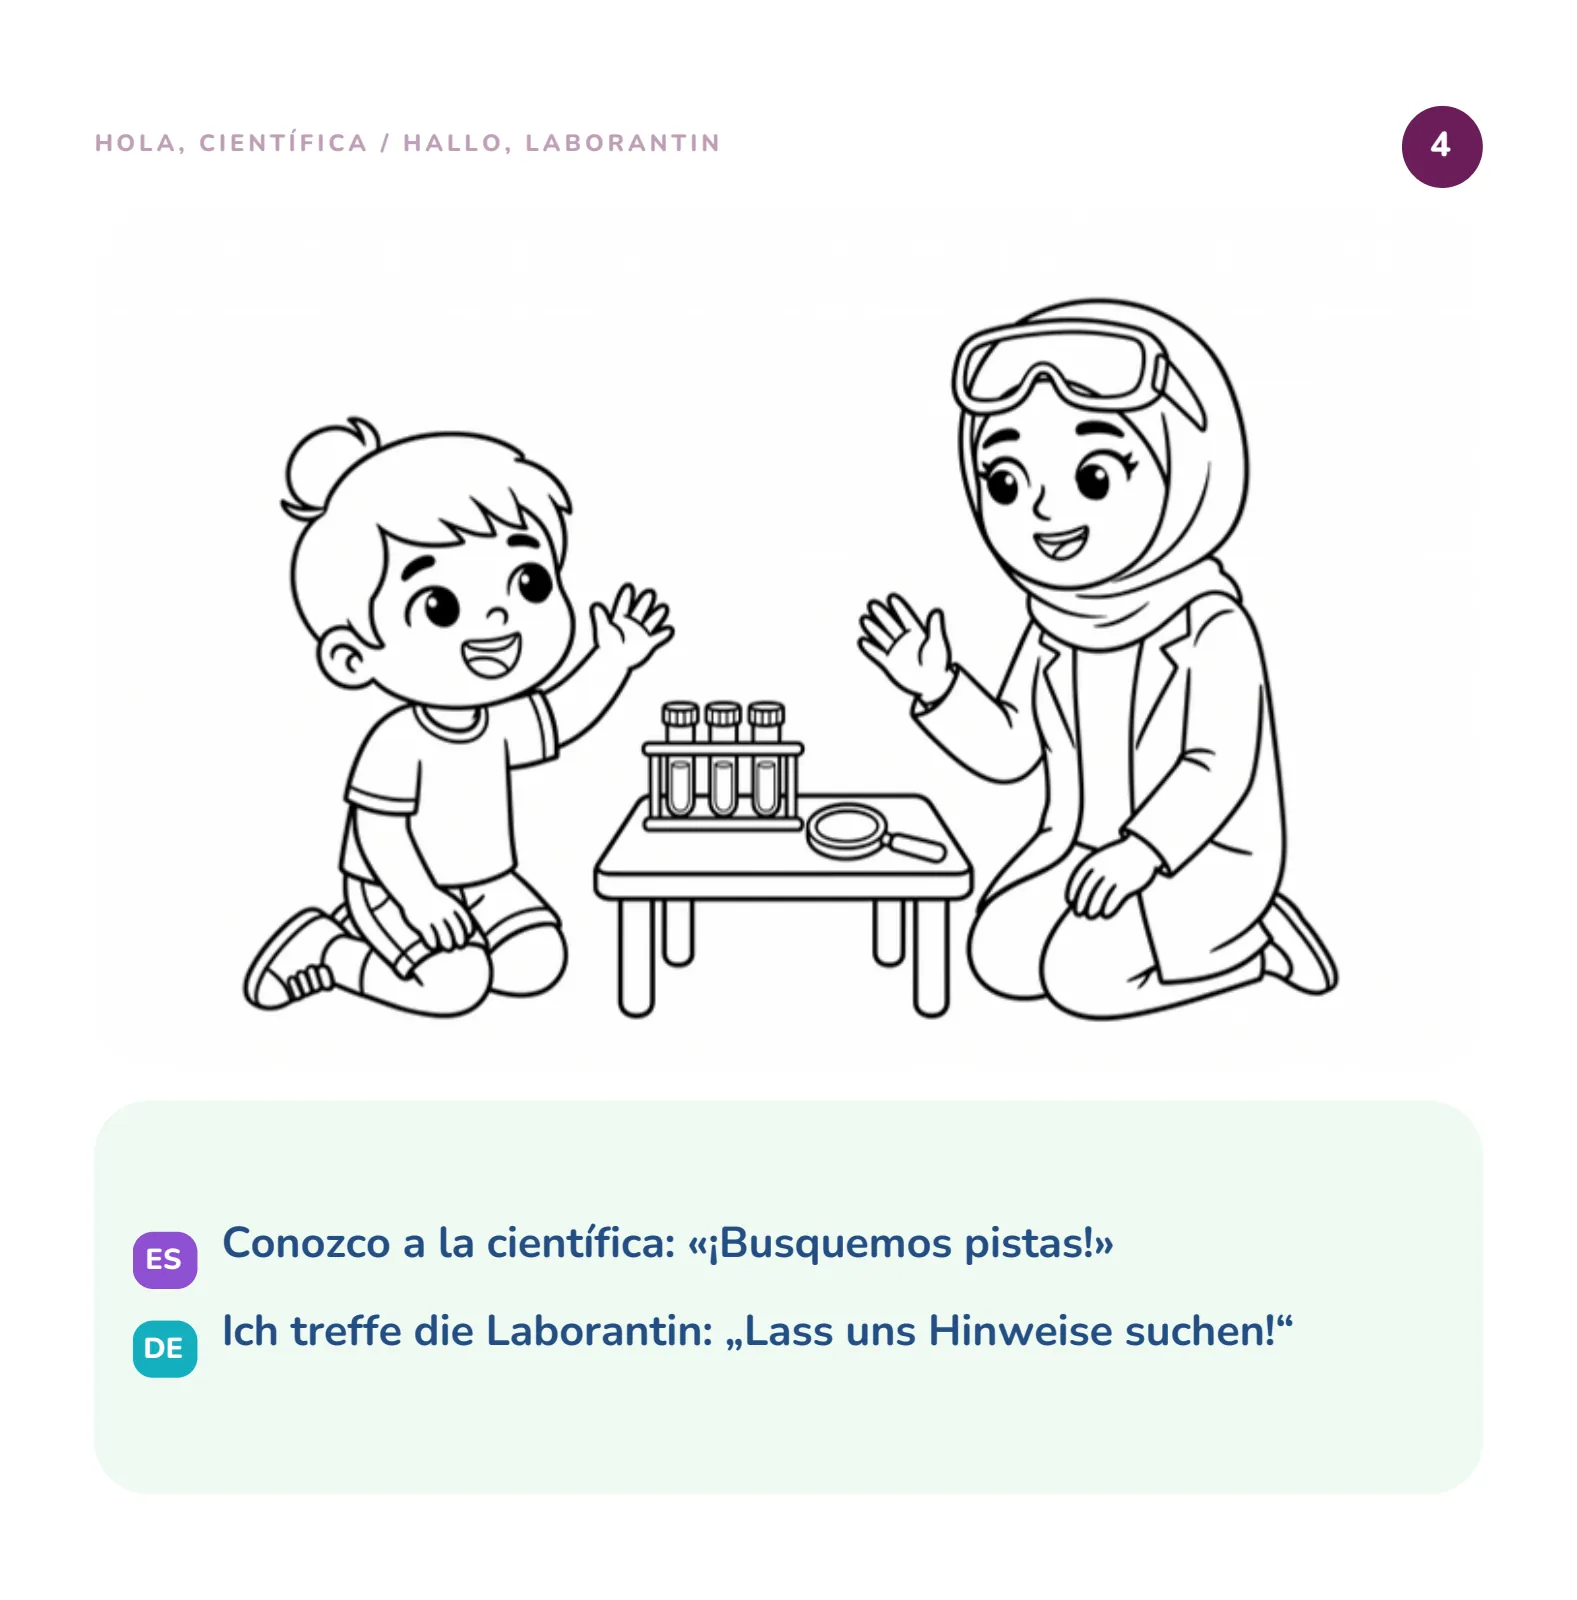 HOLA, CIENTÍFICA / HALLO, LABORANTIN
4
ES Conozco a la científica: «¡Busquemos pistas!»
DE Ich treffe die Laborantin: „Lass uns Hinweise suchen!“